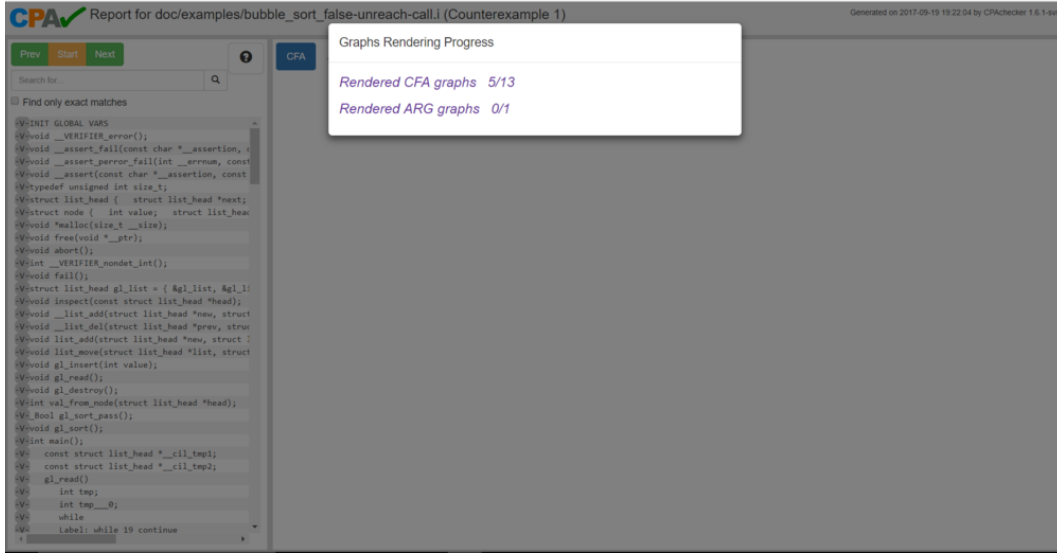 CPA Report for doc/examples/bubble_sort_false-unreach-call.i (Counterexample 1)
Generated on 2017-09-19 19:22:04 by CPAchecker 1.6.1-sv
Prev Start Next
CFA
Search for...
Find only exact matches
Graphs Rendering Progress
Rendered CFA graphs 5/13
Rendered ARG graphs 0/1
-V-INIT GLOBAL VARS
-V-void __VERIFIER_error();
-V-void __assert_fail(const char *__assertion, c
-V-void __assert_perror_fail(int __errnum, const
-V-void __assert(const char *__assertion, const
-V-typedef unsigned int size_t;
-V-struct list_head { struct list_head *next;
-V-struct node { int value; struct list_head
-V-void *malloc(size_t __size);
-V-void free(void *__ptr);
-V-void abort();
-V-int __VERIFIER_nondet_int();
-V-void fail();
-V-struct list_head gl_list = { &gl_list, &gl_li
-V-void inspect(const struct list_head *head);
-V-void __list_add(struct list_head *new, struct
-V-void __list_del(struct list_head *prev, struc
-V-void list_add(struct list_head *new, struct l
-V-void list_move(struct list_head *list, struct
-V-void gl_insert(int value);
-V-void gl_read();
-V-void gl_destroy();
-V-int val_from_node(struct list_head *head);
-V-_Bool gl_sort_pass();
-V-void gl_sort();
-V-int main();
-V- const struct list_head *__cil_tmp1;
-V- const struct list_head *__cil_tmp2;
-V- gl_read()
-V- int tmp;
-V- int tmp___0;
-V- while
-V- Label: while 19 continue